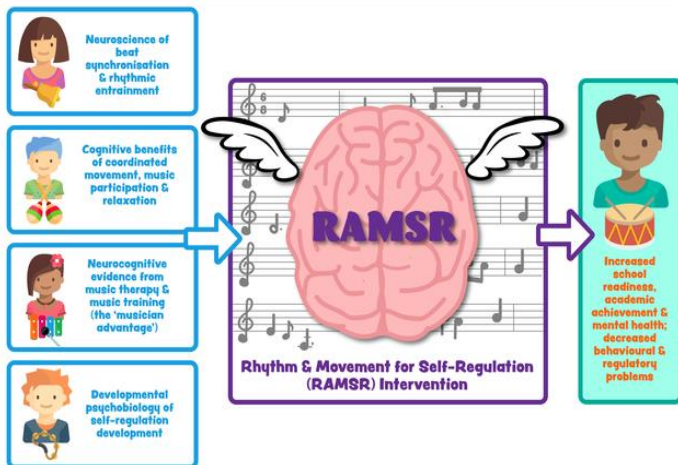 Neuroscience of
beat
synchronisation
& rhythmic
entrainment
Cognitive benefits
of coordinated
movement, music
participation &
relaxation
Neurocognitive
evidence from
music therapy &
music training
(the ‘musician
advantage’)
Developmental
psychobiology of
self-regulation
development
RAMSR
Rhythm & Movement for Self-Regulation
(RAMSR) Intervention
Increased
school
readiness,
academic
achievement &
mental health;
decreased
behavioural &
regulatory
problems